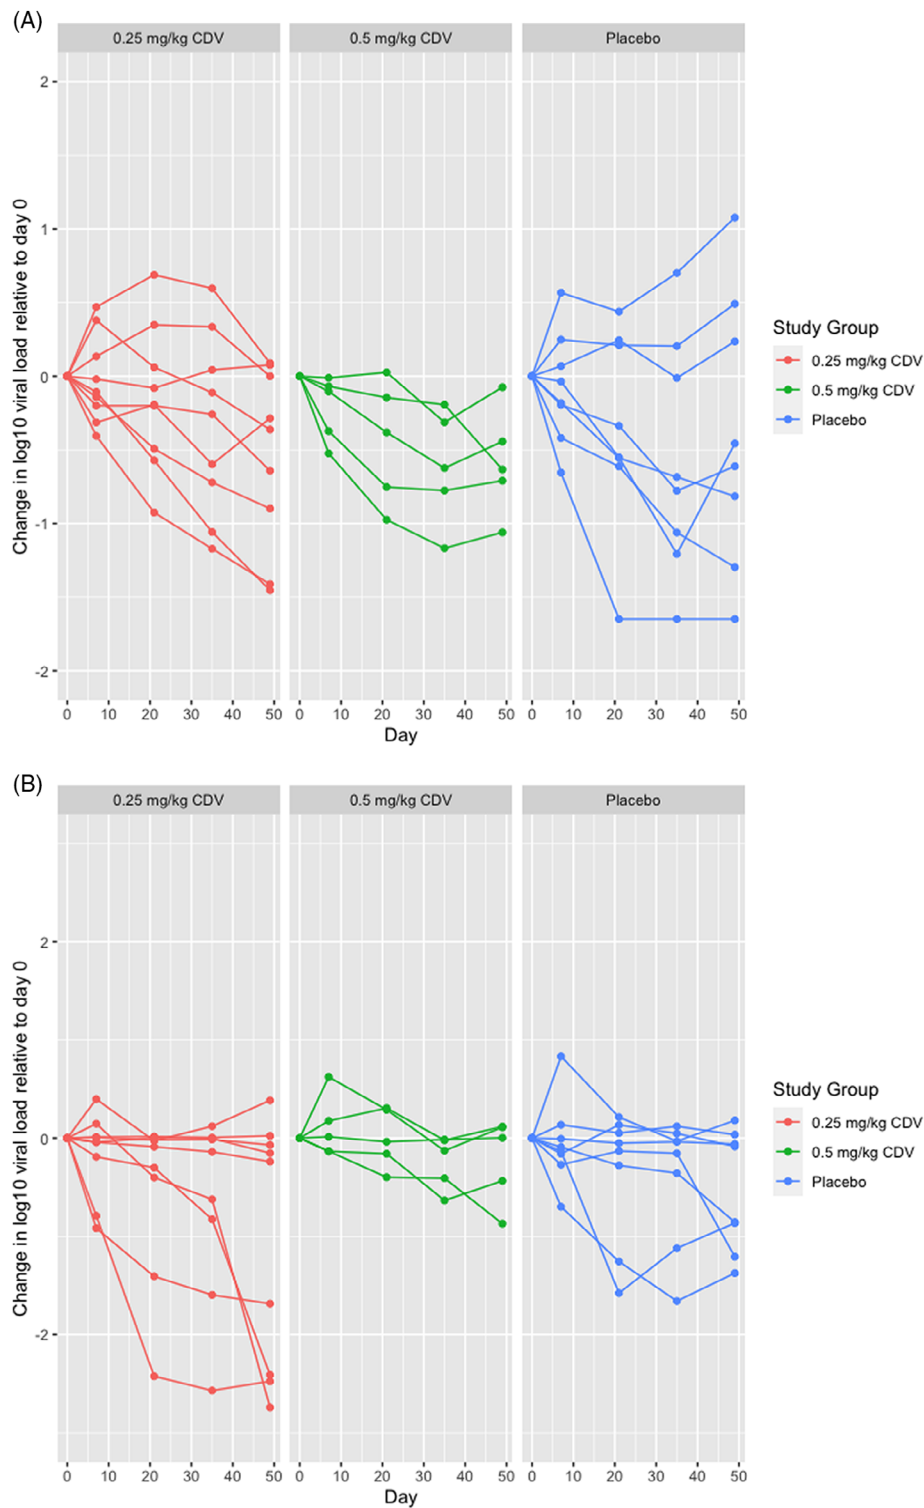 (A)
0.25 mg/kg CDV 0.5 mg/kg CDV Placebo
2
1
0
-1
-2
Change in log10 viral load relative to day 0
0 10 20 30 40 50 0 10 20 30 40 50 0 10 20 30 40 50
Day
Study Group
0.25 mg/kg CDV
0.5 mg/kg CDV
Placebo
(B)
0.25 mg/kg CDV 0.5 mg/kg CDV Placebo
2
0
-2
Change in log10 viral load relative to day 0
0 10 20 30 40 50 0 10 20 30 40 50 0 10 20 30 40 50
Day
Study Group
0.25 mg/kg CDV
0.5 mg/kg CDV
Placebo